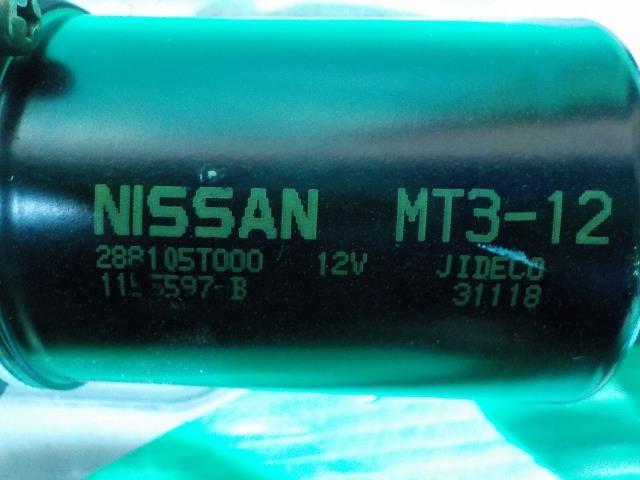 NISSAN MT3-12
288105T000 12V JIDECO
31118